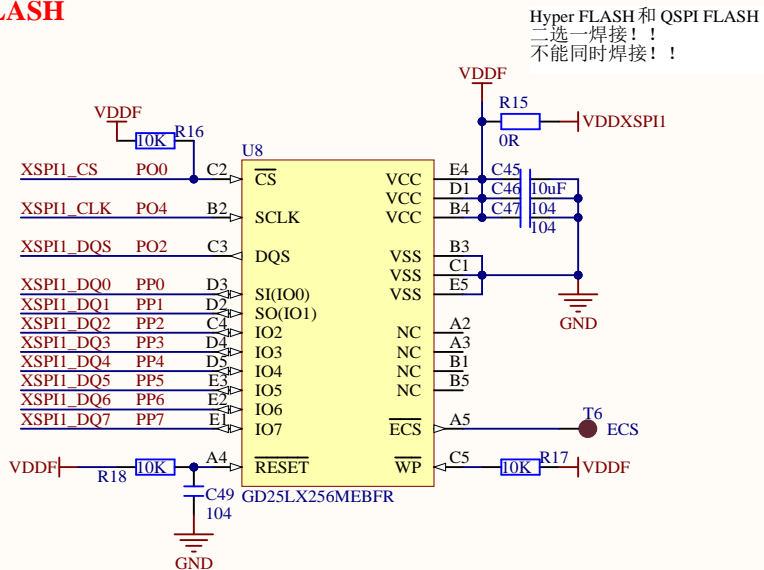 LASH
Hyper FLASH 和 QSPI FLASH
二选一焊接！！
不能同时焊接！！
VDDF
R15
VDDXSPI1
0R
VDDF
R16
10K
U8
XSPI1_CS PO0 C2 CS VCC E4 C45
VCC D1 C46 10uF
XSPI1_CLK PO4 B2 SCLK VCC B4 C47 104
104
XSPI1_DQS PO2 C3 DQS VSS B3
VSS C1
XSPI1_DQ0 PP0 D3 SI(IO0) VSS E5
XSPI1_DQ1 PP1 D2 SO(IO1)
GND
XSPI1_DQ2 PP2 C4 IO2 NC A2
XSPI1_DQ3 PP3 D4 IO3 NC A3
XSPI1_DQ4 PP4 D5 IO4 NC B1
XSPI1_DQ5 PP5 E3 IO5 NC B5
XSPI1_DQ6 PP6 E2 IO6
XSPI1_DQ7 PP7 E1 IO7 ECS A5 T6 ECS
VDDF R18 10K A4 RESET WP C5 10K R17 VDDF
C49 GD25LX256MEBFR
104
GND